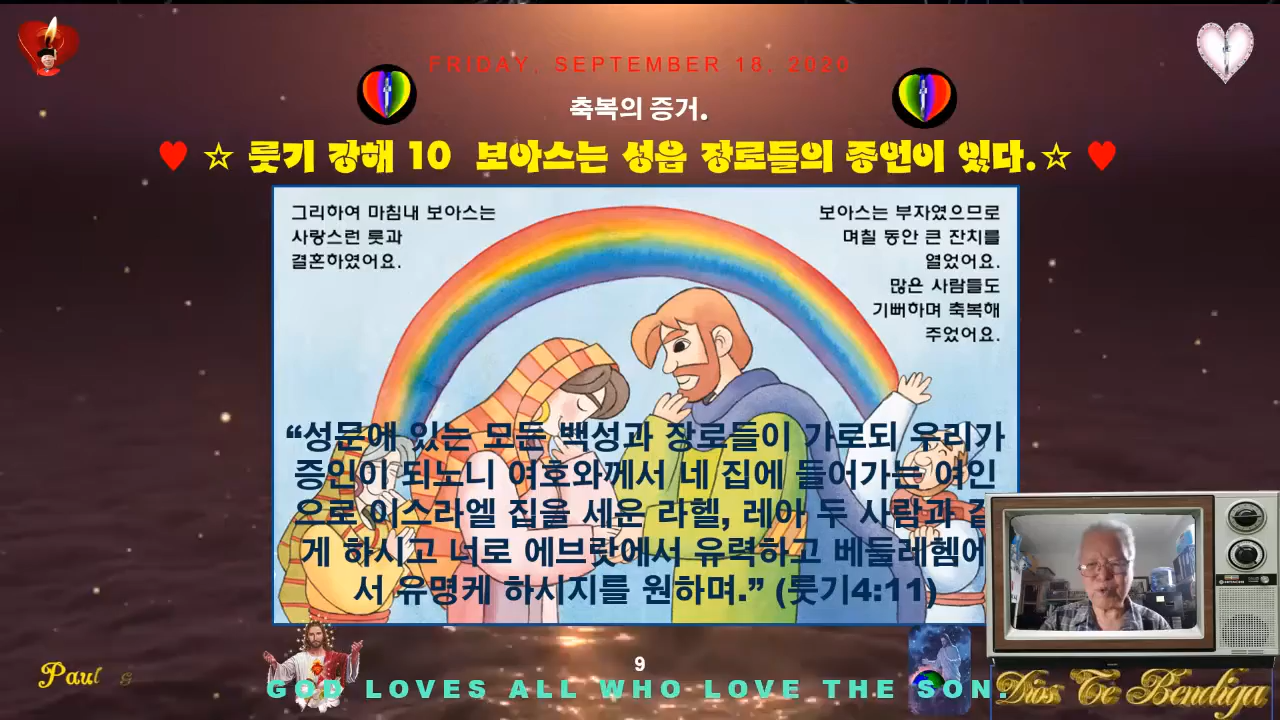 FRIDAY, SEPTEMBER 18, 2020
축복의 증거.
♥ ☆ 룻기 강해 10 보아스는 성읍 장로들의 증언이 있다.☆ ♥
그리하여 마침내 보아스는
사랑스런 룻과
결혼하였어요.
보아스는 부자였으므로
며칠 동안 큰 잔치를
열었어요.
많은 사람들도
기뻐하며 축복해
주었어요.
“성문에 있는 모든 백성과 장로들이 가로되 우리가
증인이 되노니 여호와께서 네 집에 들어가는 여인
으로 이스라엘 집을 세운 라헬, 레아 두 사람과 같
게 하시고 너로 에브랏에서 유력하고 베들레헴에
서 유명케 하시지를 원하며.” (룻기4:11)
9
Paul
GOD LOVES ALL WHO LOVE THE SON.
Dios Te Bendiga